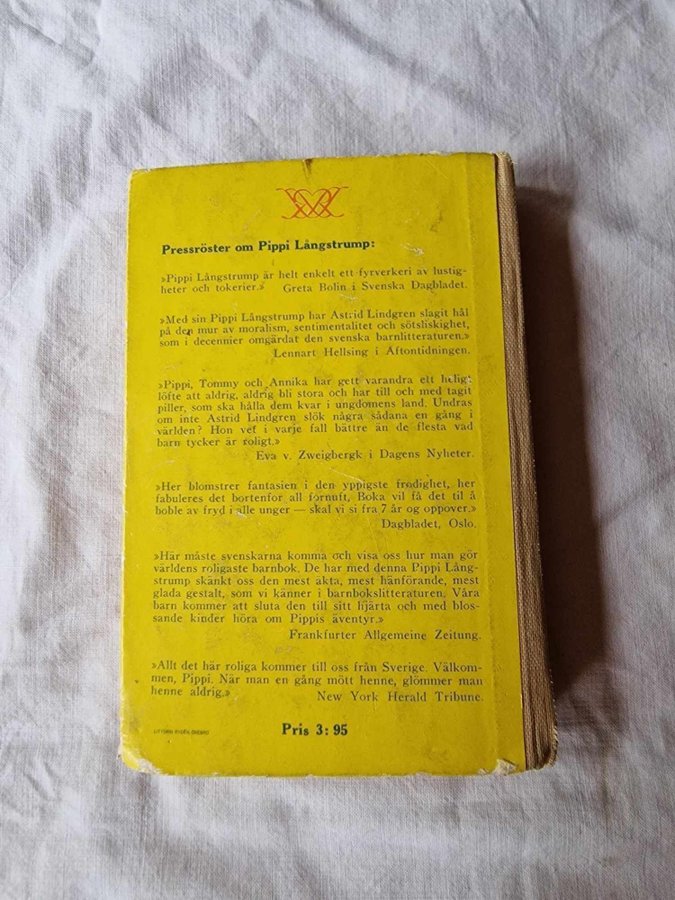 Pressröster om Pippi Långstrump:
»Pippi Långstrump är helt enkelt ett fyrverkeri av lustig-
heter och tokerier.» Greta Bolin i Svenska Dagbladet.
»Med sin Pippi Långstrump har Astrid Lindgren slagit hål
på den mur av moralism, sentimentalitet och sötsliskighet,
som i decennier omgärdat den svenska barnlitteraturen.»
Lennart Hellsing i Aftontidningen.
»Pippi, Tommy och Annika har gett varandra ett heligt
löfte att aldrig, aldrig bli stora och har till och med tagit
piller, som ska hålla dem kvar i ungdomens land. Undras
om inte Astrid Lindgren slök några sådana en gång i
världen? Hon vet i varje fall bättre än de flesta vad
barn tycker är roligt.»
Eva v. Zweigbergk i Dagens Nyheter.
»Her blomstrer fantasien i den yppigste frodighet, her
fabuleres det bortenfor all fornuft. Boka vil få det til å
boble av fryd i alle unger — skal vi si fra 7 år og oppover.»
Dagbladet, Oslo.
»Här måste svenskarna komma och visa oss hur man gör
världens roligaste barnbok. De har med denna Pippi Lång-
strump skänkt oss den mest äkta, mest hänförande, mest
glada gestalt, som vi känner i barnbokslitteraturen. Våra
barn kommer att sluta den till sitt hjärta och med blos-
sande kinder höra om Pippis äventyr.»
Frankfurter Allgemeine Zeitung.
»Allt det här roliga kommer till oss från Sverige. Välkom-
men, Pippi. När man en gång mött henne, glömmer man
henne aldrig.» New York Herald Tribune.
Pris 3:95